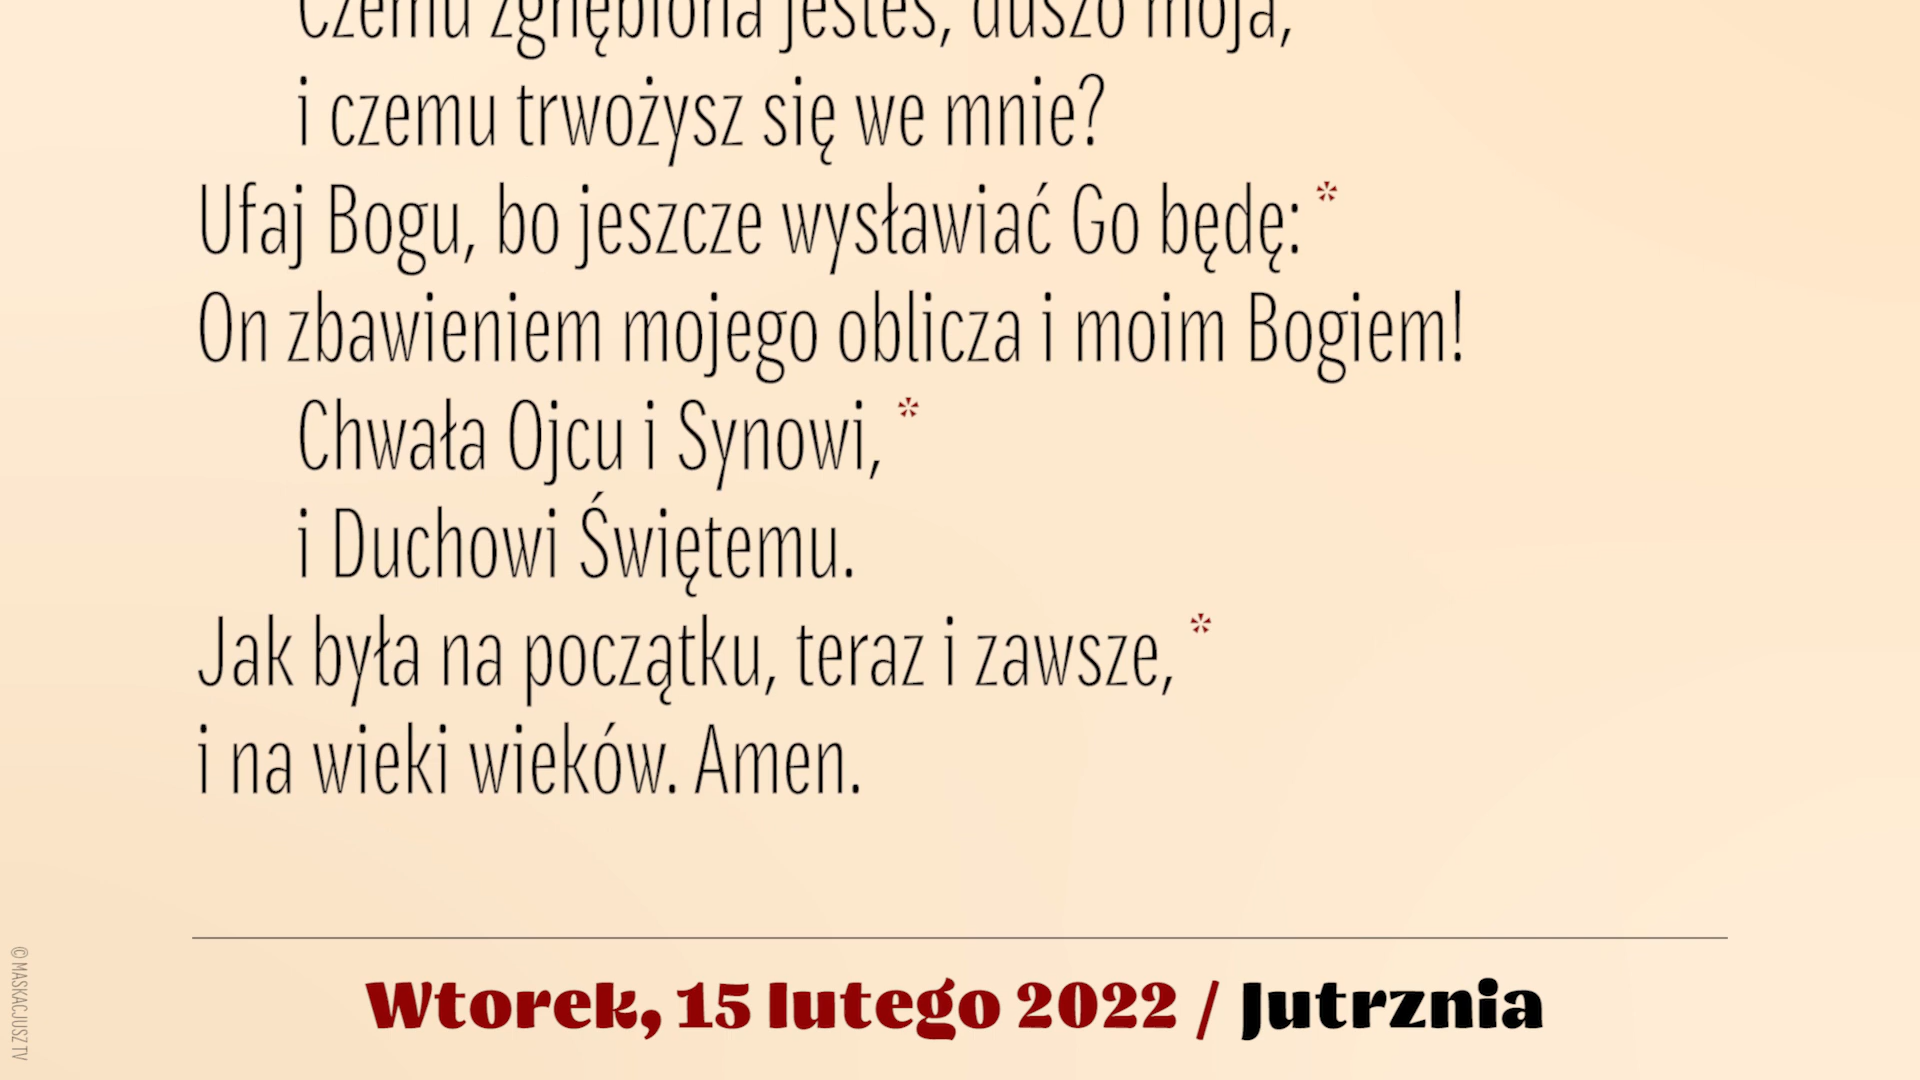 Czemu zgnębiona jesteś, duszo moja,
i czemu trwożysz się we mnie?
Ufaj Bogu, bo jeszcze wysławiać Go będę: *
On zbawieniem mojego oblicza i moim Bogiem!
Chwała Ojcu i Synowi, *
i Duchowi Świętemu.
Jak była na początku, teraz i zawsze, *
i na wieki wieków. Amen.
Wtorek, 15 lutego 2022 / Jutrznia
© MASKACJUSZ TV